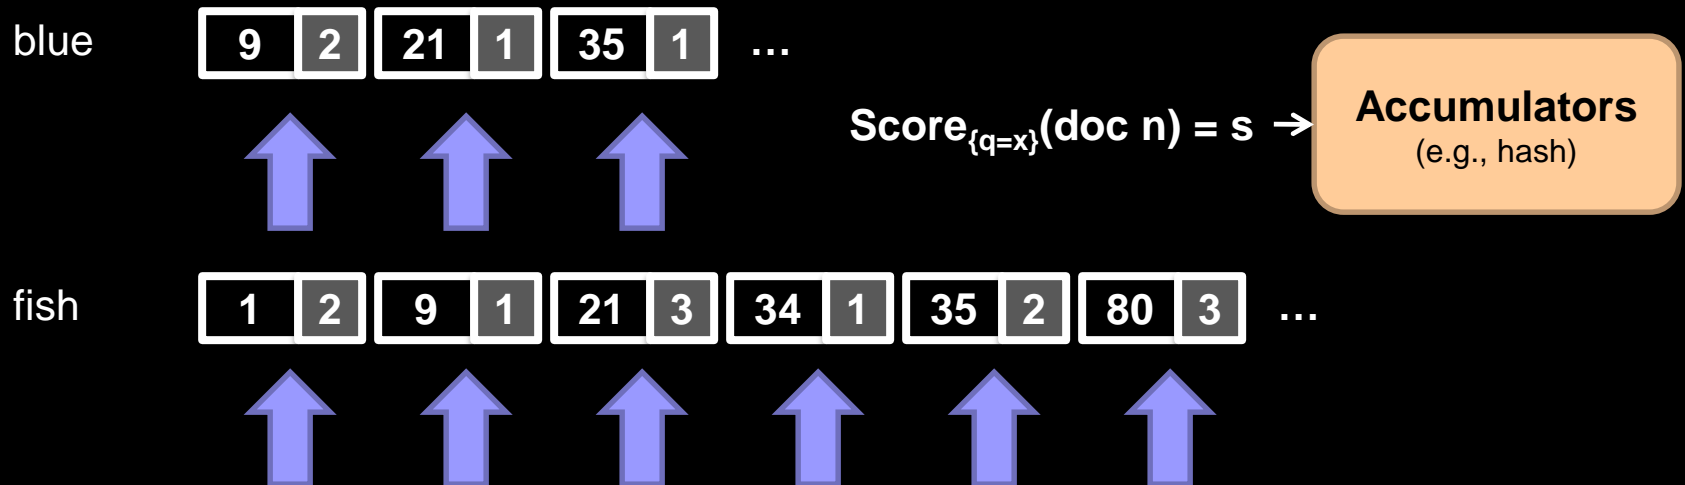 blue 9 2 21 1 35 1 …
Score{q=x}(doc n) = s →
Accumulators
(e.g., hash)
fish 1 2 9 1 21 3 34 1 35 2 80 3 …